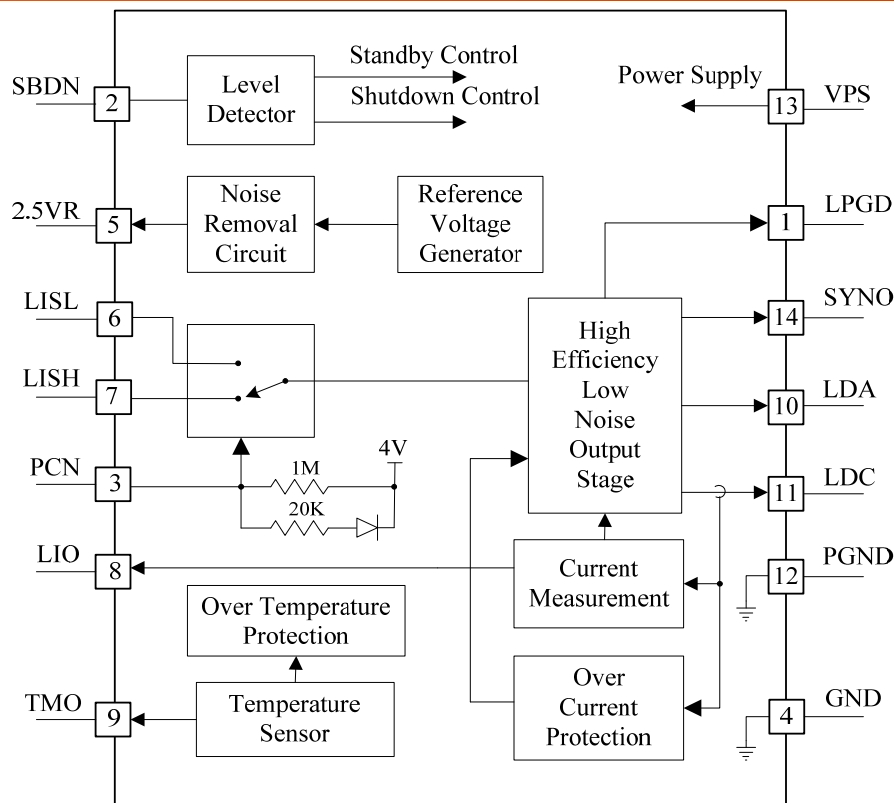 Standby Control
Shutdown Control
SBDN
2
Level
Detector
Power Supply
13
VPS
2.5VR
5
Noise
Removal
Circuit
Reference
Voltage
Generator
1
LPGD
LISL
6
14
SYNO
High
Efficiency
Low
Noise
Output
Stage
LISH
7
10
LDA
PCN
3
1M
4V
20K
11
LDC
LIO
8
Current
Measurement
12
PGND
Over Temperature
Protection
TMO
9
Temperature
Sensor
Over
Current
Protection
4
GND